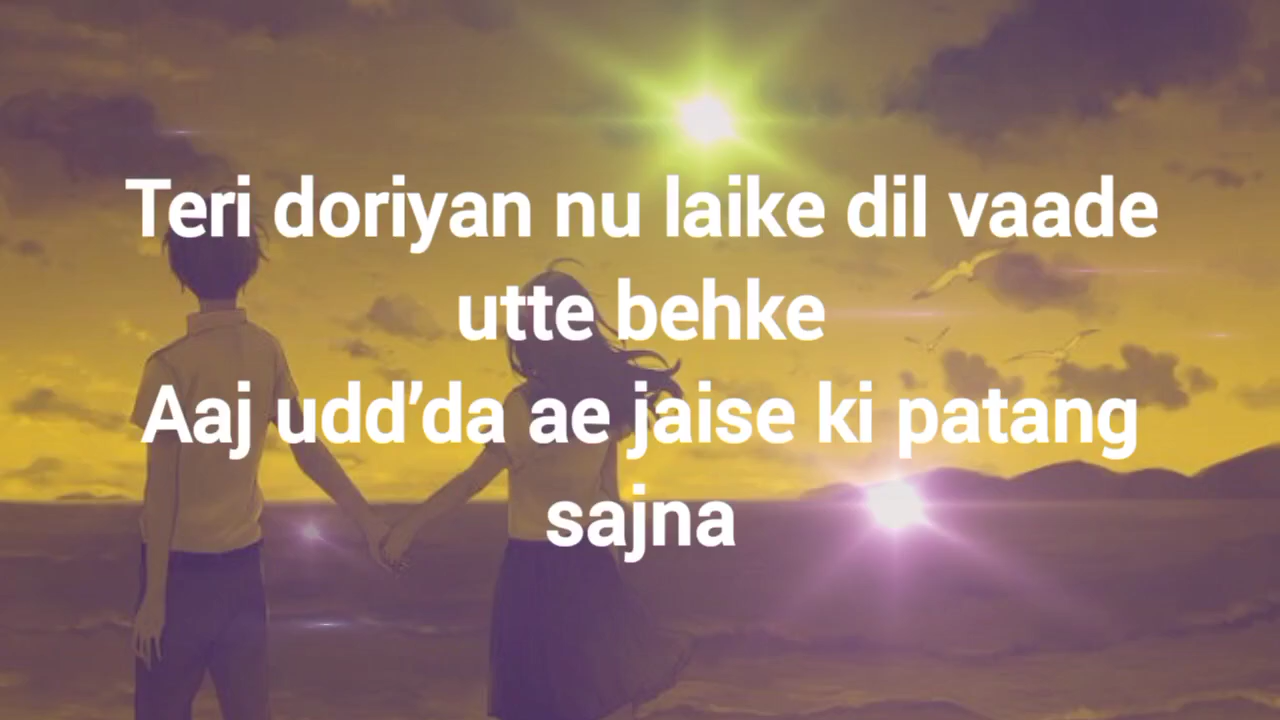 Teri doriyan nu laike dil vaade
utte behke
Aaj udd’da ae jaise ki patang
sajna